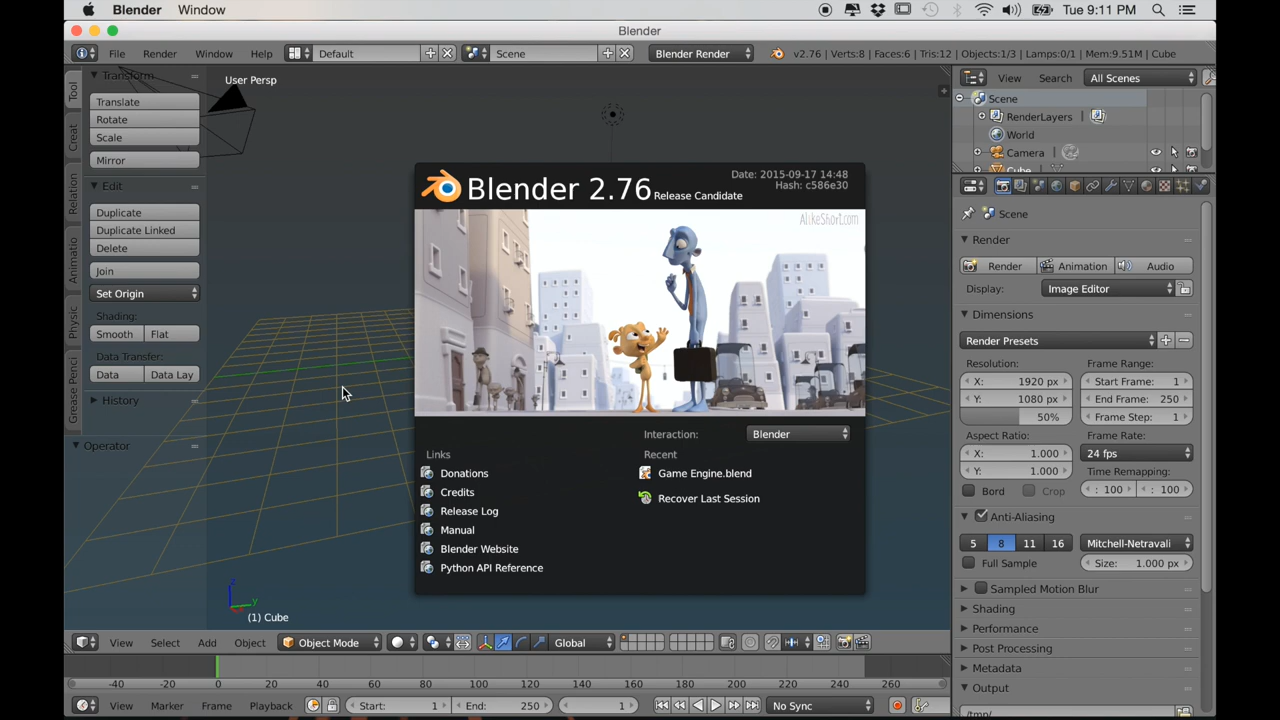 Blender Window Tue 9:11 PM
Blender
File Render Window Help Default Scene Blender Render v2.76 | Verts:8 | Faces:6 | Tris:12 | Objects:1/3 | Lamps:0/1 | Mem:9.51M | Cube
Transform
Translate
Rotate
Scale
Mirror
Edit
Duplicate
Duplicate Linked
Delete
Join
Set Origin
Shading:
Smooth Flat
Data Transfer:
Data Data Lay
History
Operator
Tool
Creat
Relation
Animatio
Physic
Grease Penci
User Persp
(1) Cube
Blender 2.76 Release Candidate
Date: 2015-09-17 14:48
Hash: c586e30
AlikeShort.com
Interaction: Blender
Links
Donations
Credits
Release Log
Manual
Blender Website
Python API Reference
Recent
Game Engine.blend
Recover Last Session
View Search All Scenes
Scene
RenderLayers
World
Camera
Cube
Scene
Render
Render Animation Audio
Display: Image Editor
Dimensions
Render Presets
Resolution: Frame Range:
X: 1920 px Start Frame: 1
Y: 1080 px End Frame: 250
50% Frame Step: 1
Aspect Ratio: Frame Rate:
X: 1.000 24 fps
Y: 1.000 Time Remapping:
Bord Crop : 100 : 100
Anti-Aliasing
5 8 11 16 Mitchell-Netravali
Full Sample Size: 1.000 px
Sampled Motion Blur
Shading
Performance
Post Processing
Metadata
Output
/tmp/
View Select Add Object Object Mode Global
-40 -20 0 20 40 60 80 100 120 140 160 180 200 220 240 260
View Marker Frame Playback Start: 1 End: 250 1 No Sync